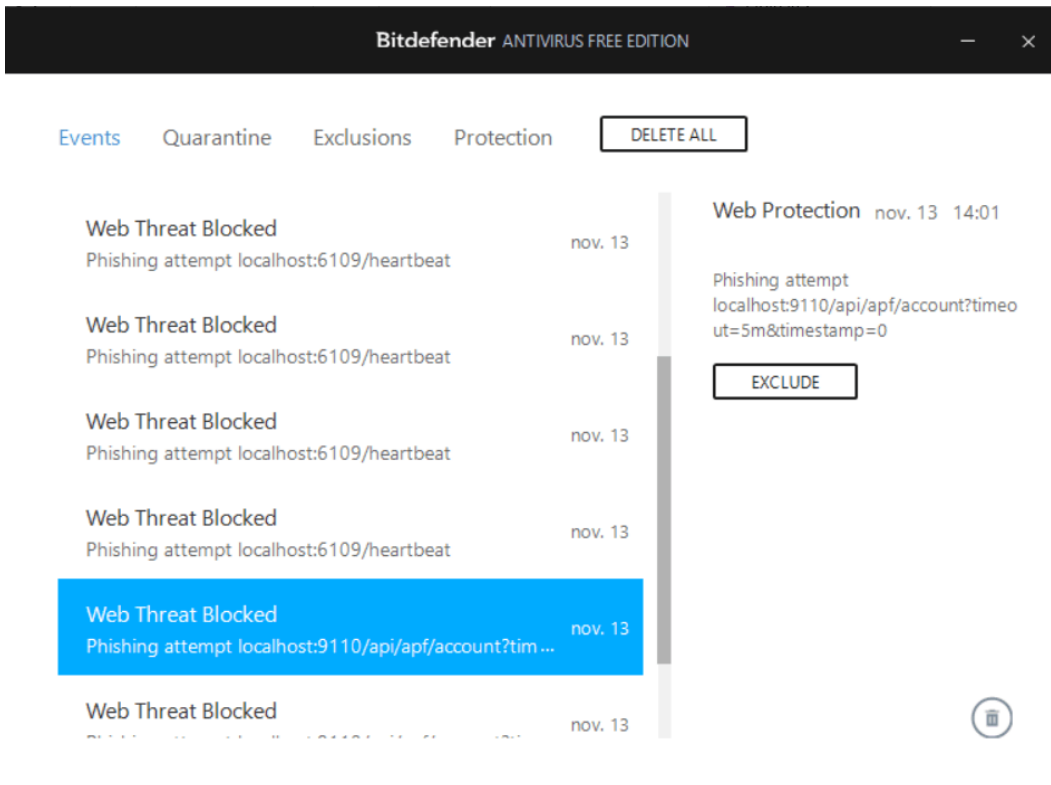 Bitdefender ANTIVIRUS FREE EDITION
Events Quarantine Exclusions Protection DELETE ALL
Web Threat Blocked
Phishing attempt localhost:6109/heartbeat
nov. 13
Web Threat Blocked
Phishing attempt localhost:6109/heartbeat
nov. 13
Web Threat Blocked
Phishing attempt localhost:6109/heartbeat
nov. 13
Web Threat Blocked
Phishing attempt localhost:6109/heartbeat
nov. 13
Web Threat Blocked
Phishing attempt localhost:9110/api/apf/account?tim...
nov. 13
Web Threat Blocked
nov. 13
Web Protection nov. 13 14:01
Phishing attempt
localhost:9110/api/apf/account?timeo
ut=5m&timestamp=0
EXCLUDE